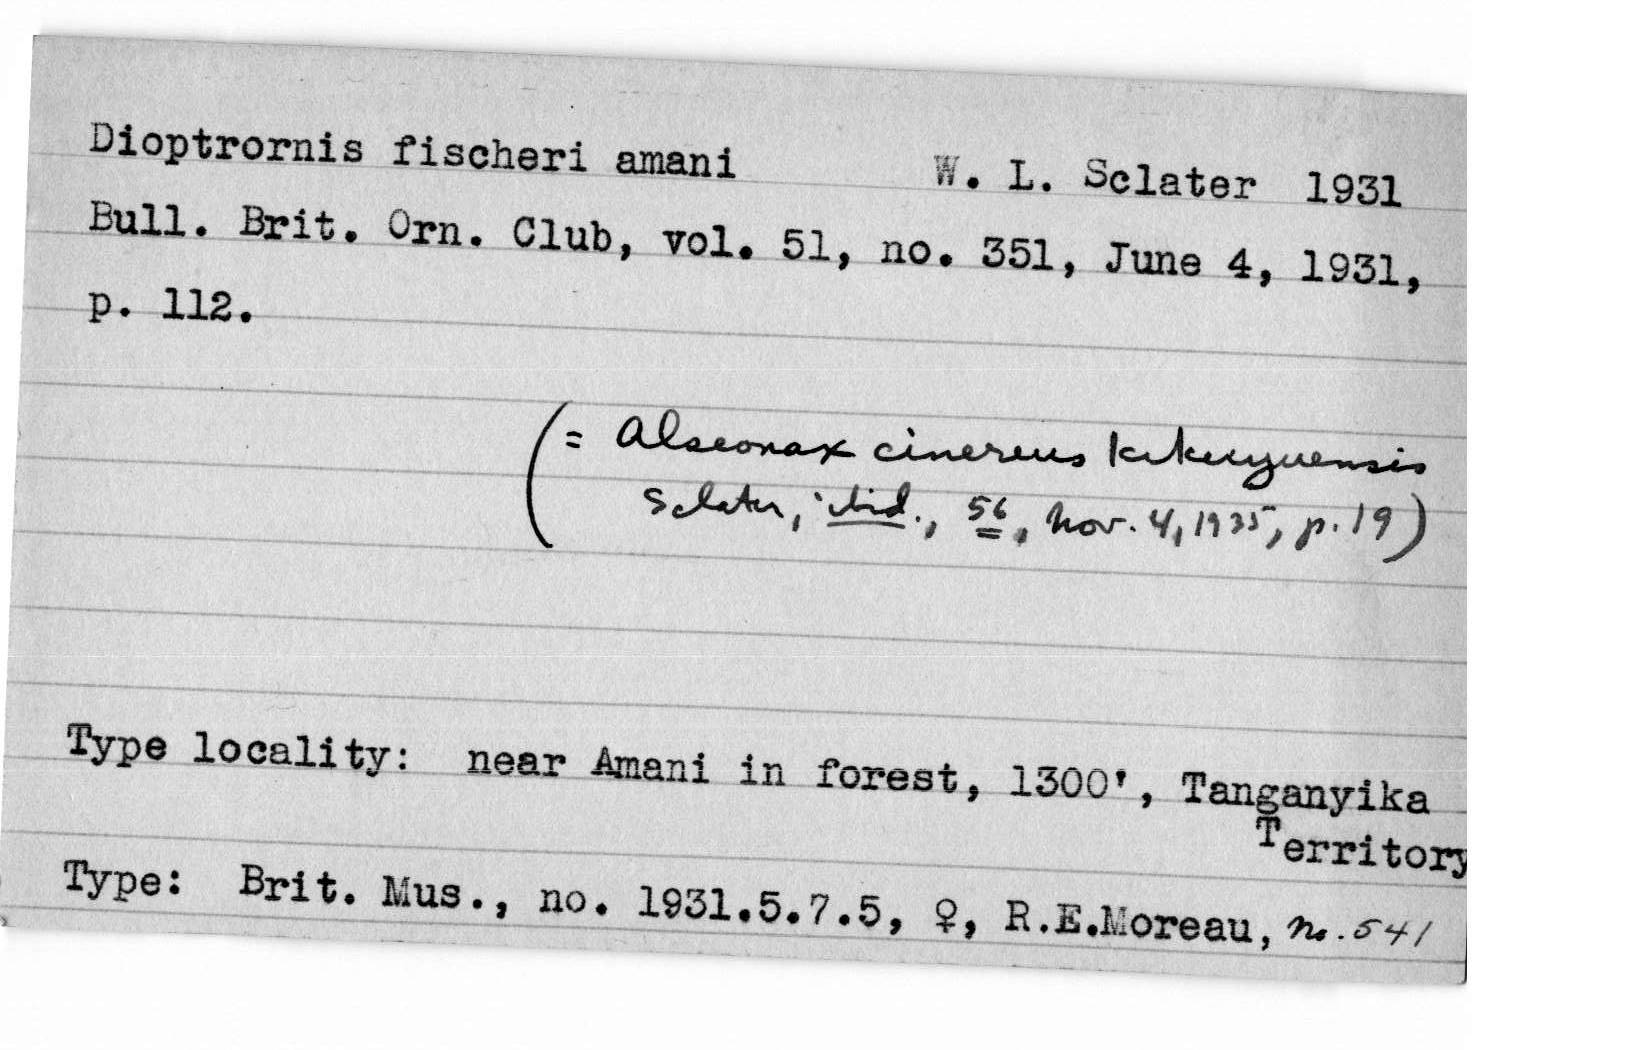 Dioptrornis fischeri amani W. L. Sclater 1931
Bull. Brit. Orn. Club, vol. 51, no. 351, June 4, 1931,
p. 112.
(= Alseonax cinereus kikuyuensis
Sclater, ibid., 56, Nov. 4, 1935, p. 19)
Type locality: near Amani in forest, 1300', Tanganyika
Territory
Type: Brit. Mus., no. 1931.5.7.5, ♀, R.E.Moreau, no. 541